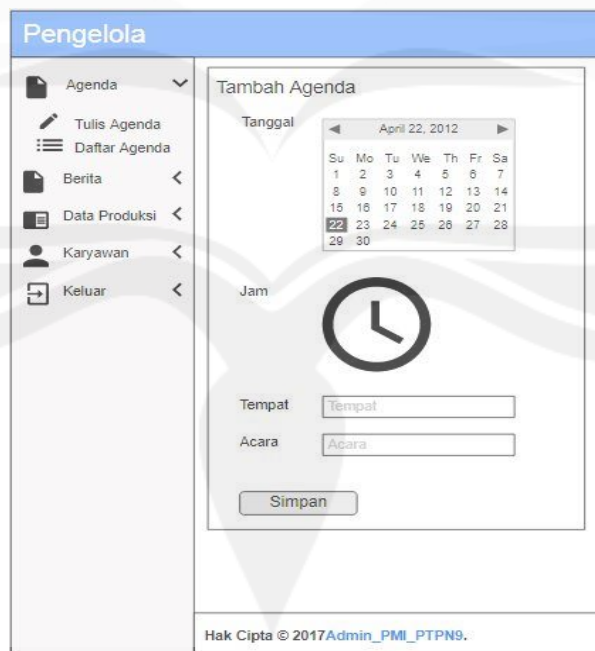 Pengelola
Agenda
Tulis Agenda
Daftar Agenda
Berita
Data Produksi
Karyawan
Keluar
Tambah Agenda
Tanggal
April 22, 2012
Su Mo Tu We Th Fr Sa
1 2 3 4 5 6 7
8 9 10 11 12 13 14
15 16 17 18 19 20 21
22 23 24 25 26 27 28
29 30
Jam
Tempat Tempat
Acara Acara
Simpan
Hak Cipta © 2017Admin_PMI_PTPN9.